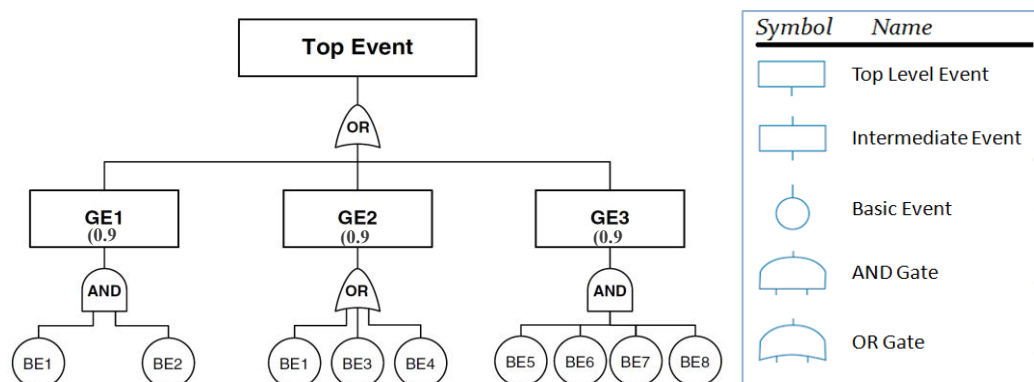 Top Event
OR
GE1
(0.9
GE2
(0.9
GE3
(0.9
AND
OR
AND
BE1
BE2
BE1
BE3
BE4
BE5
BE6
BE7
BE8
Symbol Name
Top Level Event
Intermediate Event
Basic Event
AND Gate
OR Gate